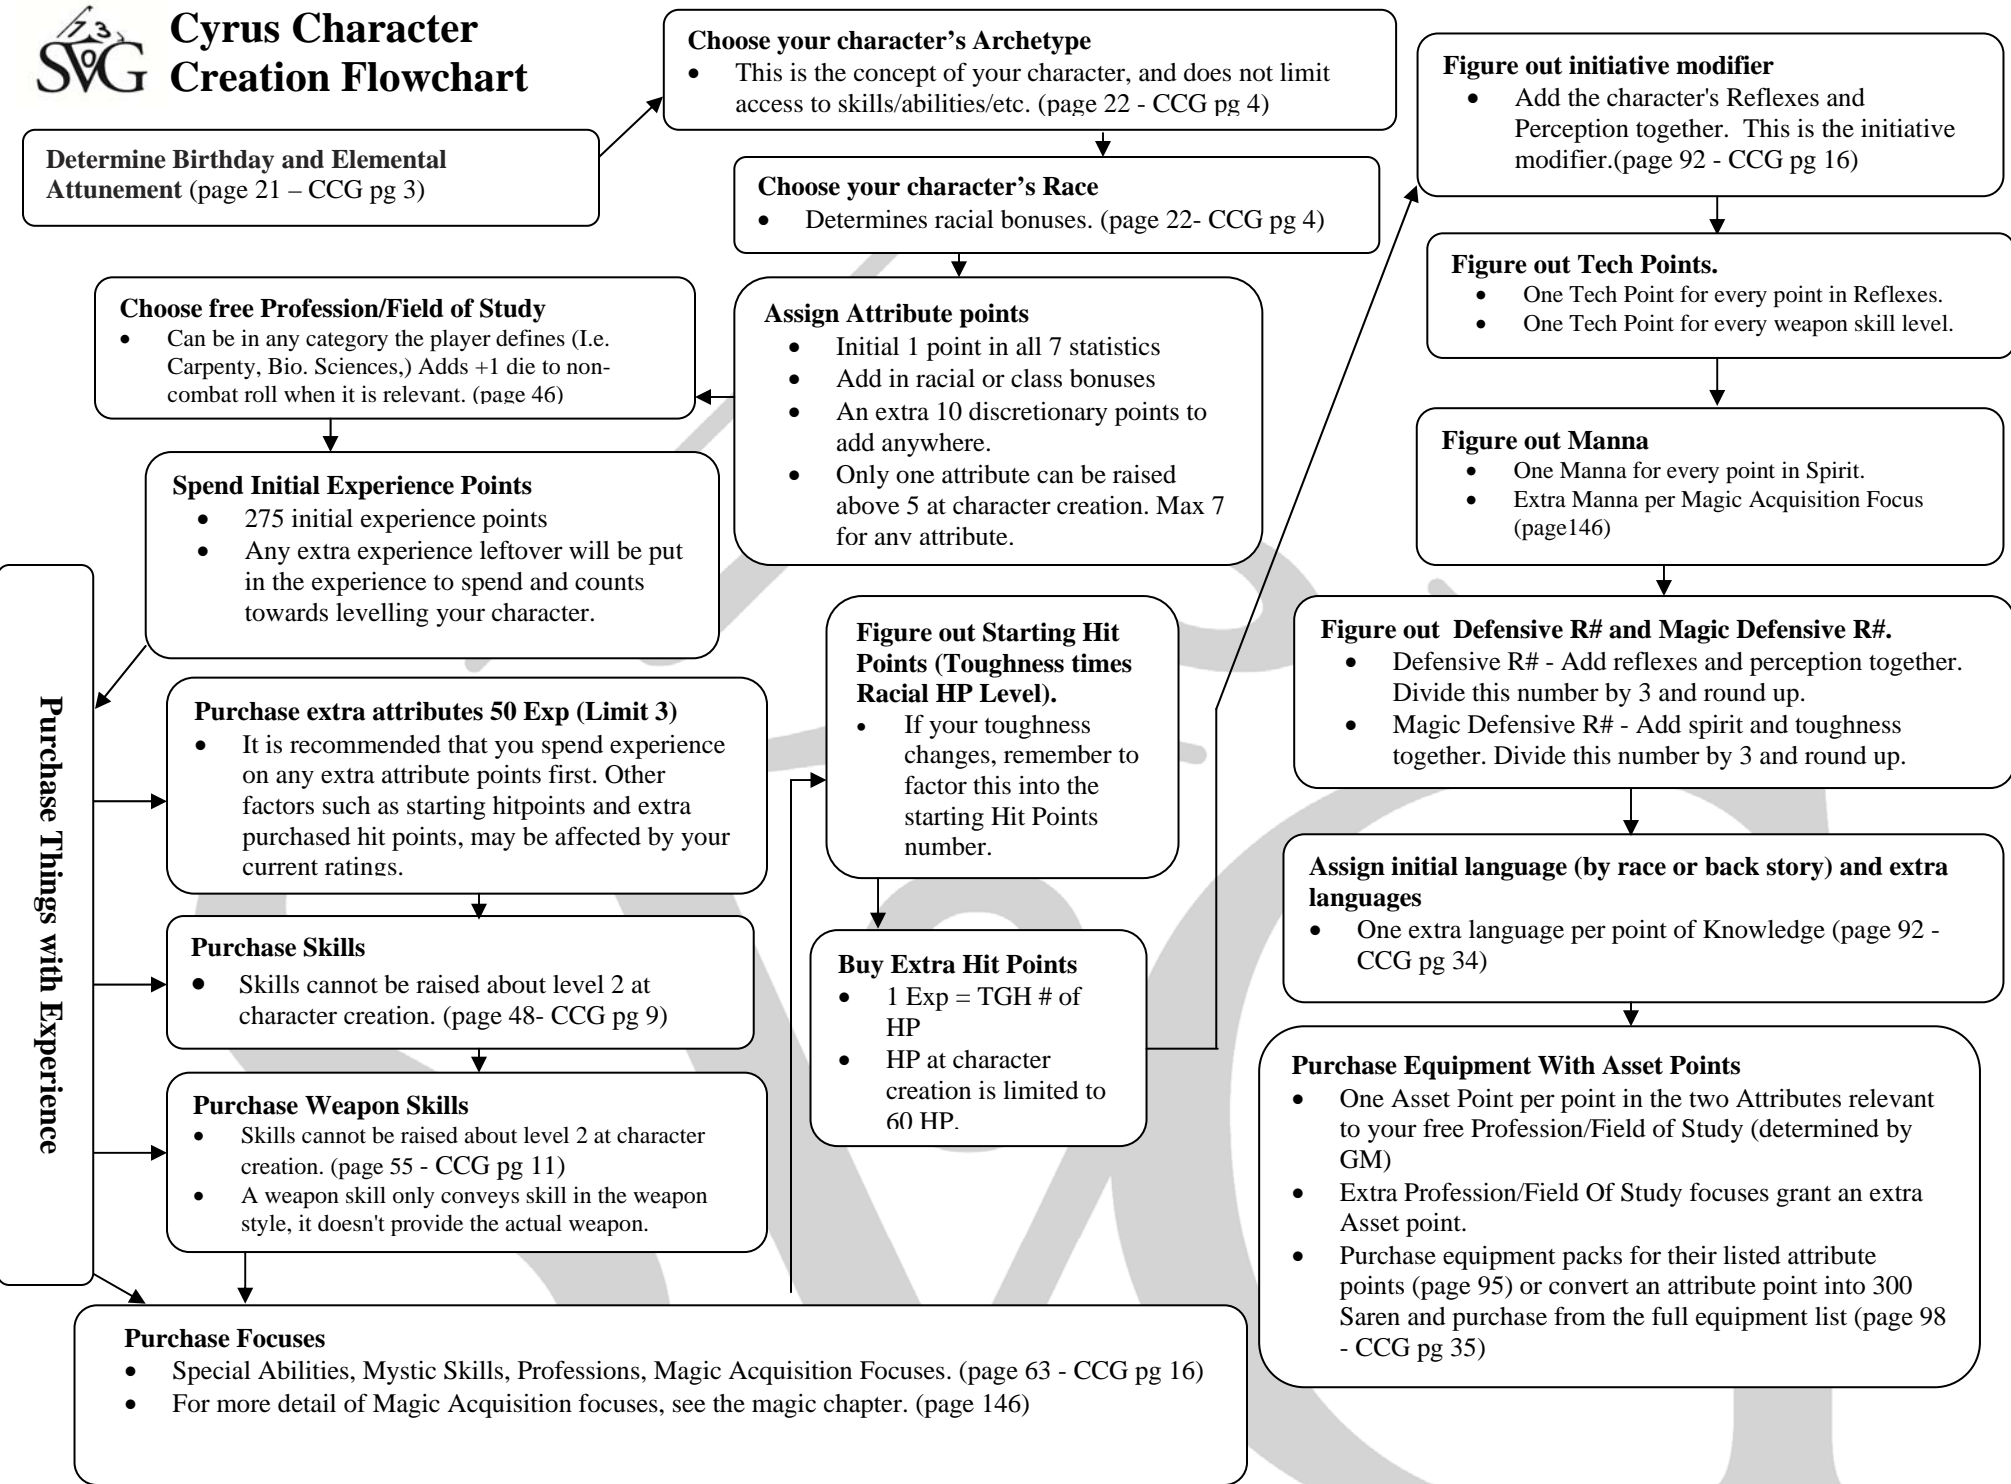 73
SVOG
Cyrus Character
Creation Flowchart
Determine Birthday and Elemental
Attunement (page 21 – CCG pg 3)
Choose your character’s Archetype
• This is the concept of your character, and does not limit
access to skills/abilities/etc. (page 22 - CCG pg 4)
Choose your character’s Race
• Determines racial bonuses. (page 22- CCG pg 4)
Assign Attribute points
• Initial 1 point in all 7 statistics
• Add in racial or class bonuses
• An extra 10 discretionary points to
add anywhere.
• Only one attribute can be raised
above 5 at character creation. Max 7
for any attribute.
Choose free Profession/Field of Study
• Can be in any category the player defines (I.e.
Carpenty, Bio. Sciences,) Adds +1 die to non-
combat roll when it is relevant. (page 46)
Spend Initial Experience Points
• 275 initial experience points
• Any extra experience leftover will be put
in the experience to spend and counts
towards levelling your character.
Purchase Things with Experience
Purchase extra attributes 50 Exp (Limit 3)
• It is recommended that you spend experience
on any extra attribute points first. Other
factors such as starting hitpoints and extra
purchased hit points, may be affected by your
current ratings.
Purchase Skills
• Skills cannot be raised about level 2 at
character creation. (page 48- CCG pg 9)
Purchase Weapon Skills
• Skills cannot be raised about level 2 at character
creation. (page 55 - CCG pg 11)
• A weapon skill only conveys skill in the weapon
style, it doesn't provide the actual weapon.
Purchase Focuses
• Special Abilities, Mystic Skills, Professions, Magic Acquisition Focuses. (page 63 - CCG pg 16)
• For more detail of Magic Acquisition focuses, see the magic chapter. (page 146)
Figure out Starting Hit
Points (Toughness times
Racial HP Level).
• If your toughness
changes, remember to
factor this into the
starting Hit Points
number.
Buy Extra Hit Points
• 1 Exp = TGH # of
HP
• HP at character
creation is limited to
60 HP.
Figure out initiative modifier
• Add the character's Reflexes and
Perception together. This is the initiative
modifier.(page 92 - CCG pg 16)
Figure out Tech Points.
• One Tech Point for every point in Reflexes.
• One Tech Point for every weapon skill level.
Figure out Manna
• One Manna for every point in Spirit.
• Extra Manna per Magic Acquisition Focus
(page146)
Figure out Defensive R# and Magic Defensive R#.
• Defensive R# - Add reflexes and perception together.
Divide this number by 3 and round up.
• Magic Defensive R# - Add spirit and toughness
together. Divide this number by 3 and round up.
Assign initial language (by race or back story) and extra
languages
• One extra language per point of Knowledge (page 92 -
CCG pg 34)
Purchase Equipment With Asset Points
• One Asset Point per point in the two Attributes relevant
to your free Profession/Field of Study (determined by
GM)
• Extra Profession/Field Of Study focuses grant an extra
Asset point.
• Purchase equipment packs for their listed attribute
points (page 95) or convert an attribute point into 300
Saren and purchase from the full equipment list (page 98
- CCG pg 35)